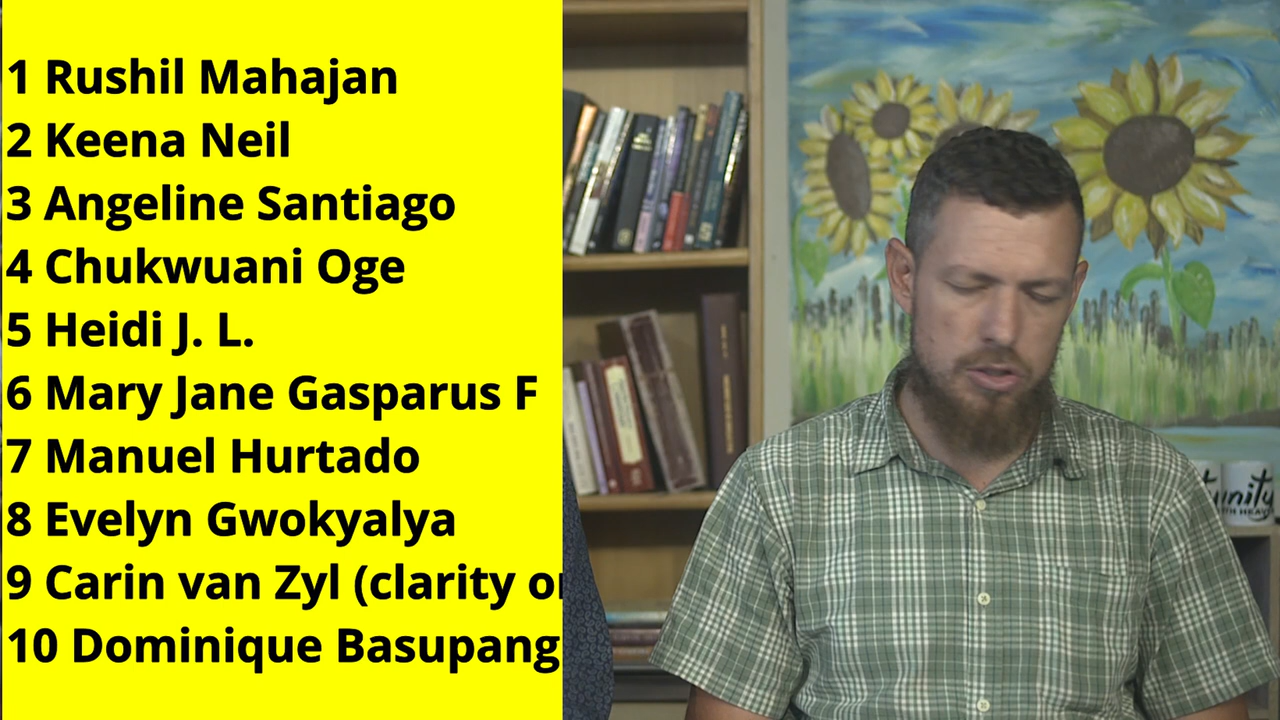 1 Rushil Mahajan
2 Keena Neil
3 Angeline Santiago
4 Chukwuani Oge
5 Heidi J. L.
6 Mary Jane Gasparus F
7 Manuel Hurtado
8 Evelyn Gwokyalya
9 Carin van Zyl (clarity
10 Dominique Basupang